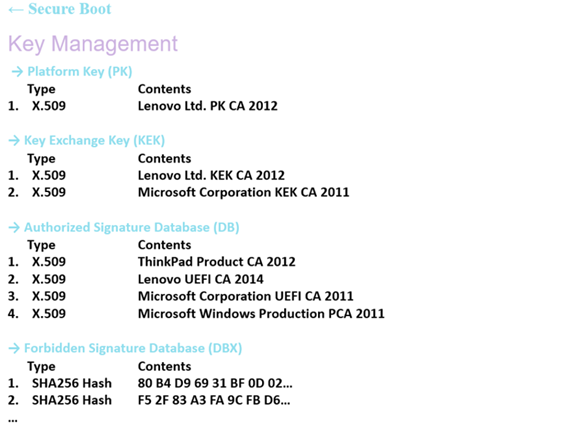 ← Secure Boot
Key Management
→ Platform Key (PK)
Type Contents
1. X.509 Lenovo Ltd. PK CA 2012
→ Key Exchange Key (KEK)
Type Contents
1. X.509 Lenovo Ltd. KEK CA 2012
2. X.509 Microsoft Corporation KEK CA 2011
→ Authorized Signature Database (DB)
Type Contents
1. X.509 ThinkPad Product CA 2012
2. X.509 Lenovo UEFI CA 2014
3. X.509 Microsoft Corporation UEFI CA 2011
4. X.509 Microsoft Windows Production PCA 2011
→ Forbidden Signature Database (DBX)
Type Contents
1. SHA256 Hash 80 B4 D9 69 31 BF 0D 02...
2. SHA256 Hash F5 2F 83 A3 FA 9C FB D6...
...